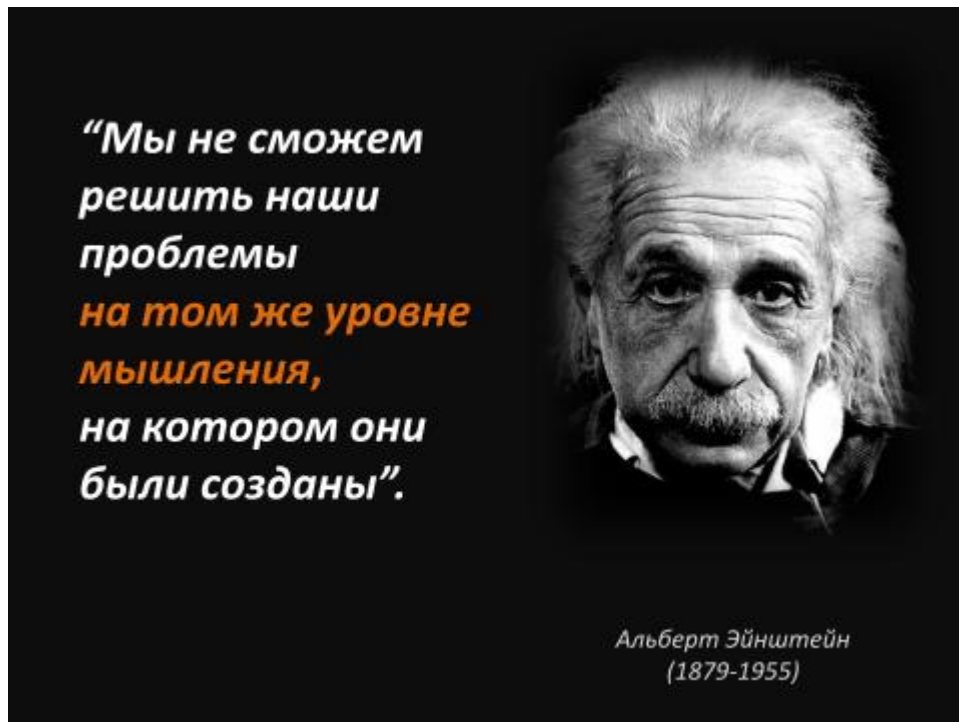 “Мы не сможем
решить наши
проблемы
на том же уровне
мышления,
на котором они
были созданы”.
Альберт Эйнштейн
(1879-1955)